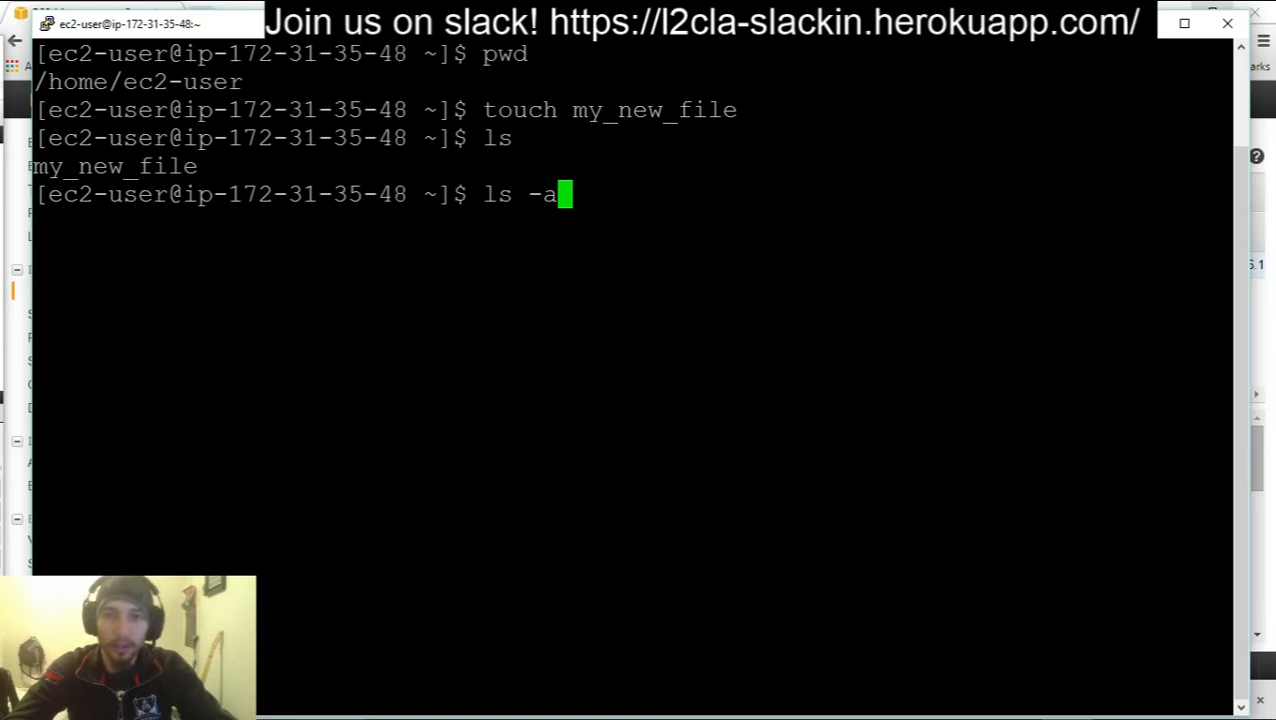 Join us on slack! https://l2cla-slackin.herokuapp.com/
ec2-user@ip-172-31-35-48:~
[ec2-user@ip-172-31-35-48 ~]$ pwd
/home/ec2-user
[ec2-user@ip-172-31-35-48 ~]$ touch my_new_file
[ec2-user@ip-172-31-35-48 ~]$ ls
my_new_file
[ec2-user@ip-172-31-35-48 ~]$ ls -a